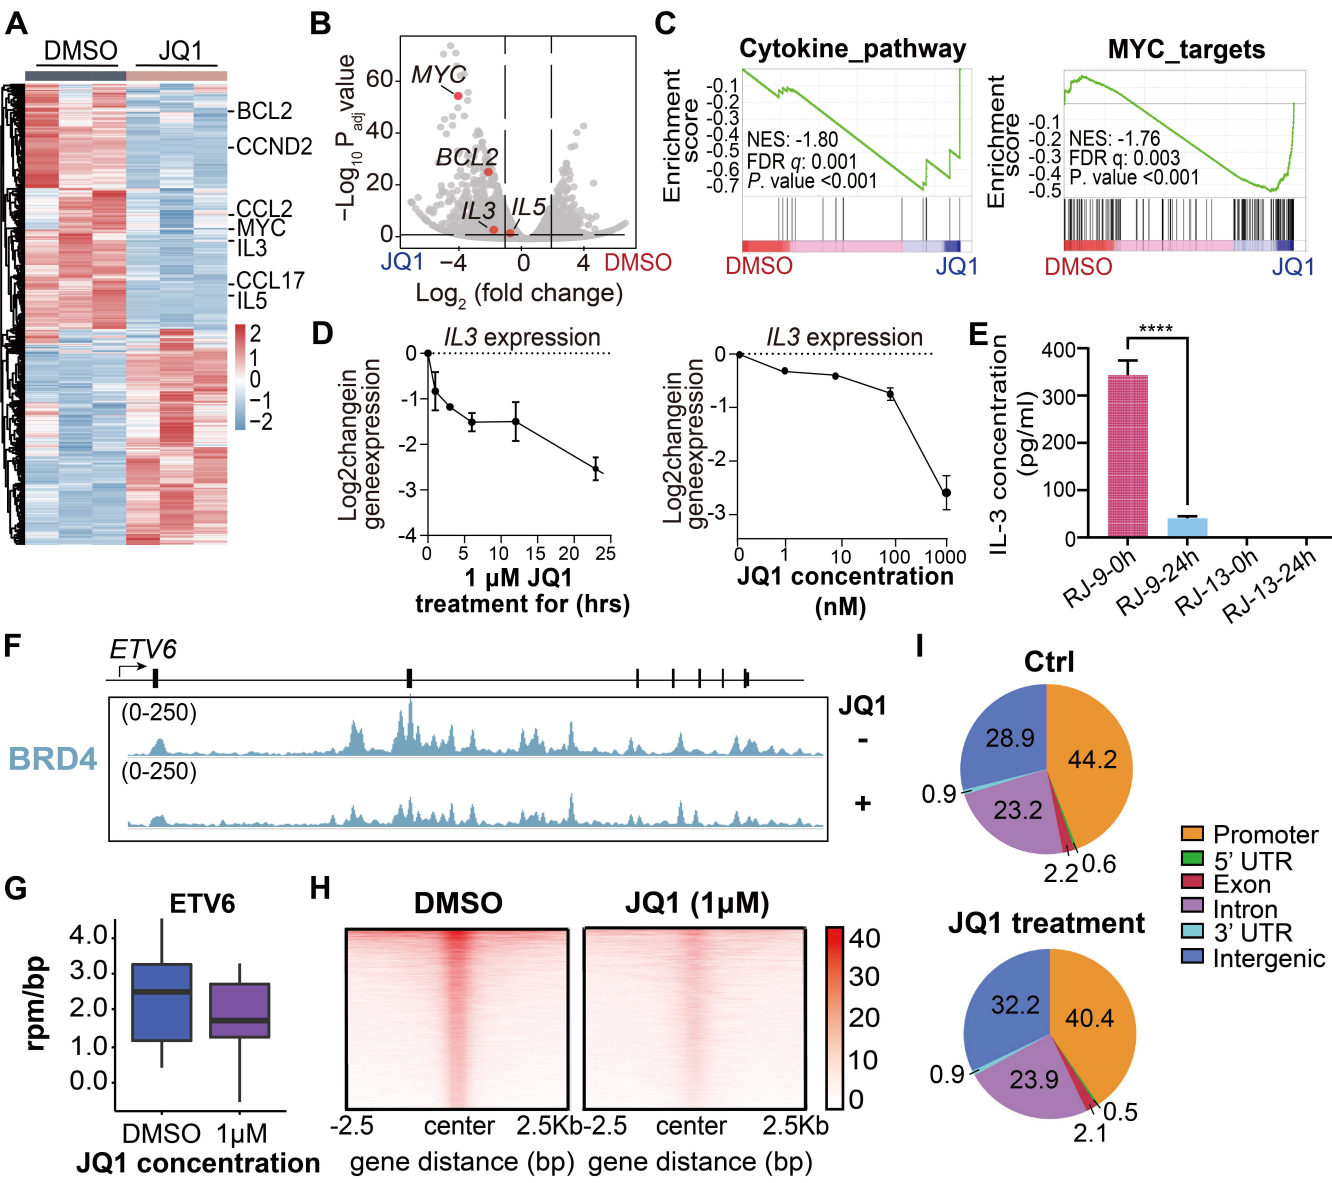 A
DMSO
JQ1
BCL2
CCND2
CCL2
MYC
IL3
CCL17
IL5
2
1
0
−1
−2
B
−Log10 Padj value
60
40
20
0
MYC
BCL2
IL3
IL5
JQ1
−4
0
4
DMSO
Log2 (fold change)
C
Cytokine_pathway
Enrichment
score
-0.1
-0.2
-0.3
-0.4
-0.5
-0.6
-0.7
NES: -1.80
FDR q: 0.001
P. value <0.001
DMSO
JQ1
MYC_targets
Enrichment
score
-0.1
-0.2
-0.3
-0.4
-0.5
NES: -1.76
FDR q: 0.003
P. value <0.001
DMSO
JQ1
D
IL3 expression
Log2changein
geneexpression
0
-1
-2
-3
-4
0
5
10
15
20
25
1 µM JQ1
treatment for (hrs)
IL3 expression
Log2changein
geneexpression
0
-1
-2
-3
0
1
10
100
1000
JQ1 concentration
(nM)
E
IL-3 concentration
(pg/ml)
400
300
200
100
0
****
RJ-9-0h
RJ-9-24h
RJ-13-0h
RJ-13-24h
F
ETV6
(0-250)
(0-250)
BRD4
JQ1
-
+
G
ETV6
rpm/bp
4.0
3.0
2.0
1.0
0.0
DMSO
1µM
JQ1 concentration
H
DMSO
JQ1 (1µM)
40
30
20
10
0
-2.5
center
2.5Kb
-2.5
center
2.5Kb
gene distance (bp)
gene distance (bp)
I
Ctrl
28.9
44.2
0.9
23.2
2.2
0.6
Promoter
5' UTR
Exon
Intron
3' UTR
Intergenic
JQ1 treatment
32.2
40.4
0.9
23.9
0.5
2.1